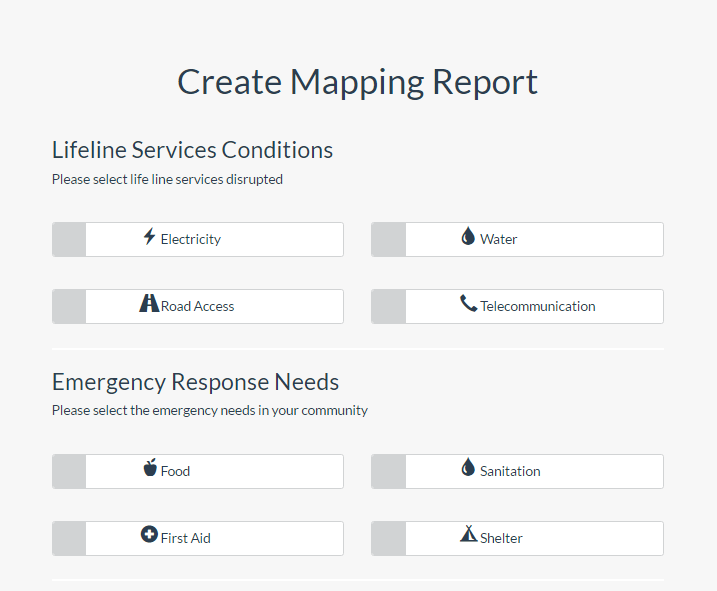 Create Mapping Report
Lifeline Services Conditions
Please select life line services disrupted
Electricity
Water
Road Access
Telecommunication
Emergency Response Needs
Please select the emergency needs in your community
Food
Sanitation
First Aid
Shelter